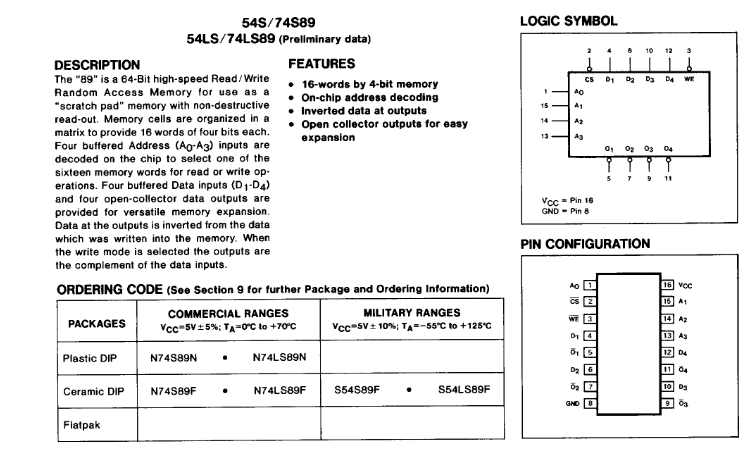 54S/74S89
54LS/74LS89 (Preliminary data)
DESCRIPTION
The "89" is a 64-Bit high-speed Read/Write
Random Access Memory for use as a
"scratch pad" memory with non-destructive
read-out. Memory cells are organized in a
matrix to provide 16 words of four bits each.
Four buffered Address (A0-A3) inputs are
decoded on the chip to select one of the
sixteen memory words for read or write op-
erations. Four buffered Data inputs (D1-D4)
and four open-collector data outputs are
provided for versatile memory expansion.
Data at the outputs is inverted from the data
which was written into the memory. When
the write mode is selected the outputs are
the complement of the data inputs.
FEATURES
• 16-words by 4-bit memory
• On-chip address decoding
• Inverted data at outputs
• Open collector outputs for easy
expansion
ORDERING CODE (See Section 9 for further Package and Ordering Information)
PACKAGES
COMMERCIAL RANGES
VCC=5V±5%; TA=0°C to +70°C
MILITARY RANGES
VCC=5V±10%; TA=-55°C to +125°C
Plastic DIP N74S89N • N74LS89N
Ceramic DIP N74S89F • N74LS89F S54S89F • S54LS89F
Flatpak
LOGIC SYMBOL
2 4 6 10 12 3
CS D1 D2 D3 D4 WE
1 A0
15 A1
14 A2
13 A3
O1 O2 O3 O4
5 7 9 11
VCC = Pin 16
GND = Pin 8
PIN CONFIGURATION
A0 1 16 VCC
C̅S̅ 2 15 A1
W̅E̅ 3 14 A2
D1 4 13 A3
O̅1 5 12 D4
D2 6 11 O̅4
O̅2 7 10 D3
GND 8 9 O̅3